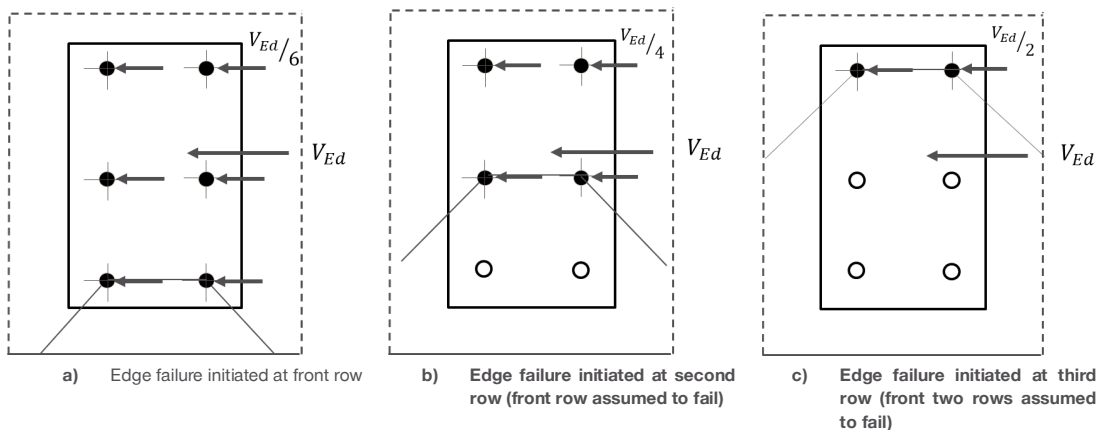 V_Ed/6
V_Ed
a) Edge failure initiated at front row
V_Ed/4
V_Ed
b) Edge failure initiated at second
row (front row assumed to fail)
V_Ed/2
V_Ed
c) Edge failure initiated at third
row (front two rows assumed
to fail)